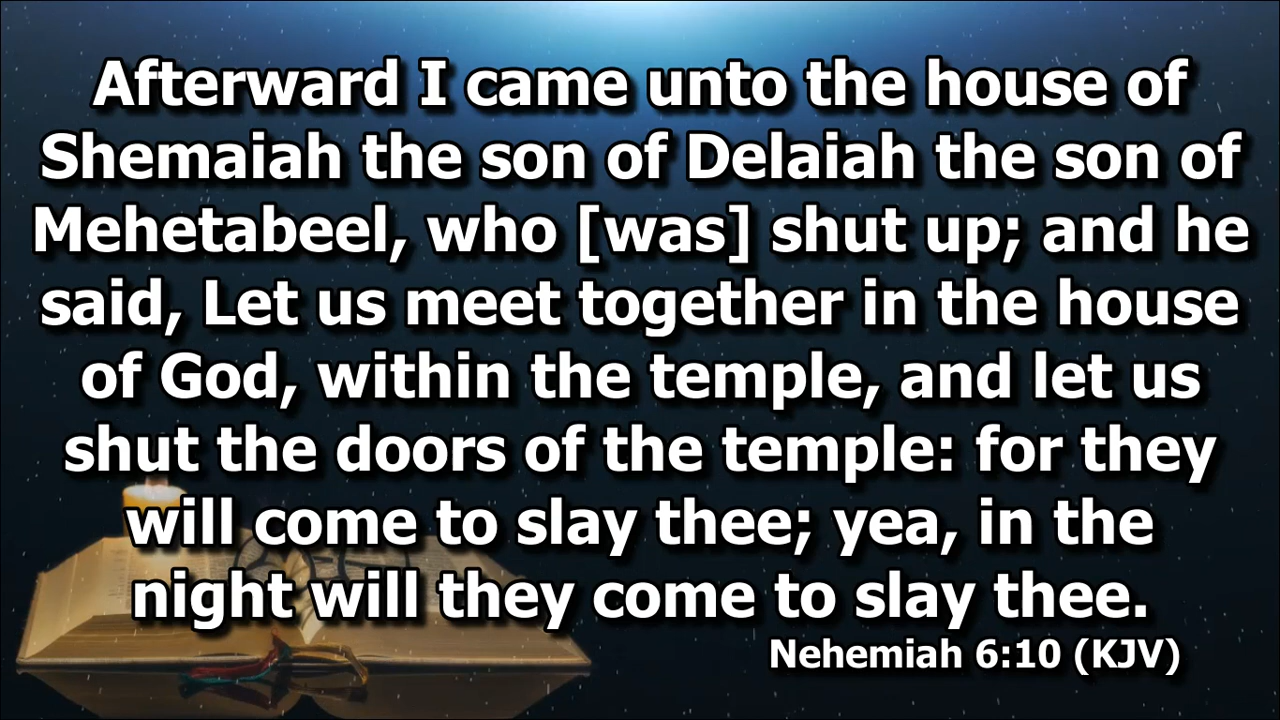 Afterward I came unto the house of
Shemaiah the son of Delaiah the son of
Mehetabeel, who [was] shut up; and he
said, Let us meet together in the house
of God, within the temple, and let us
shut the doors of the temple: for they
will come to slay thee; yea, in the
night will they come to slay thee.
Nehemiah 6:10 (KJV)